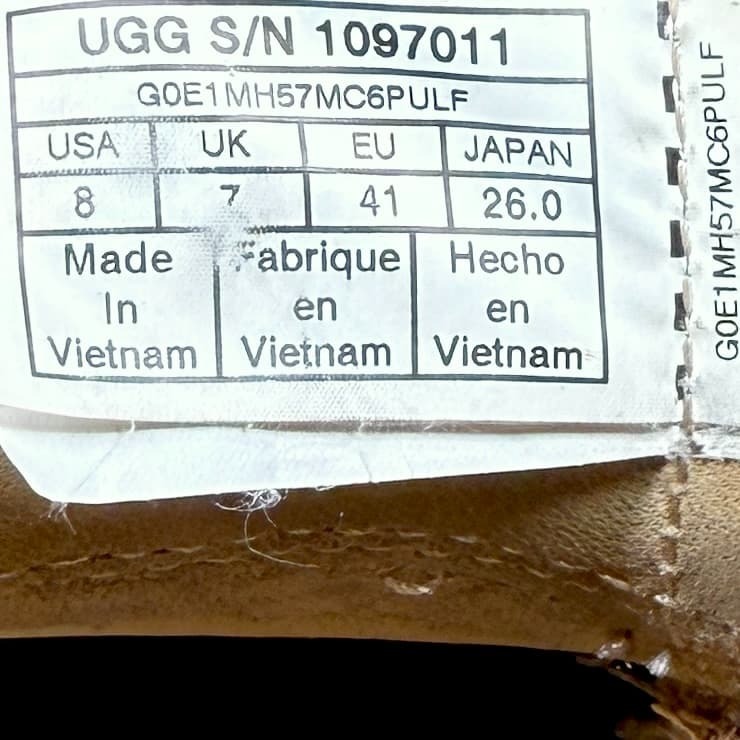 UGG S/N 1097011
G0E1MH57MC6PULF
USA UK EU JAPAN
8 7 41 26.0
Made In Vietnam
Fabrique en Vietnam
Hecho en Vietnam
G0E1MH57MC6PULF